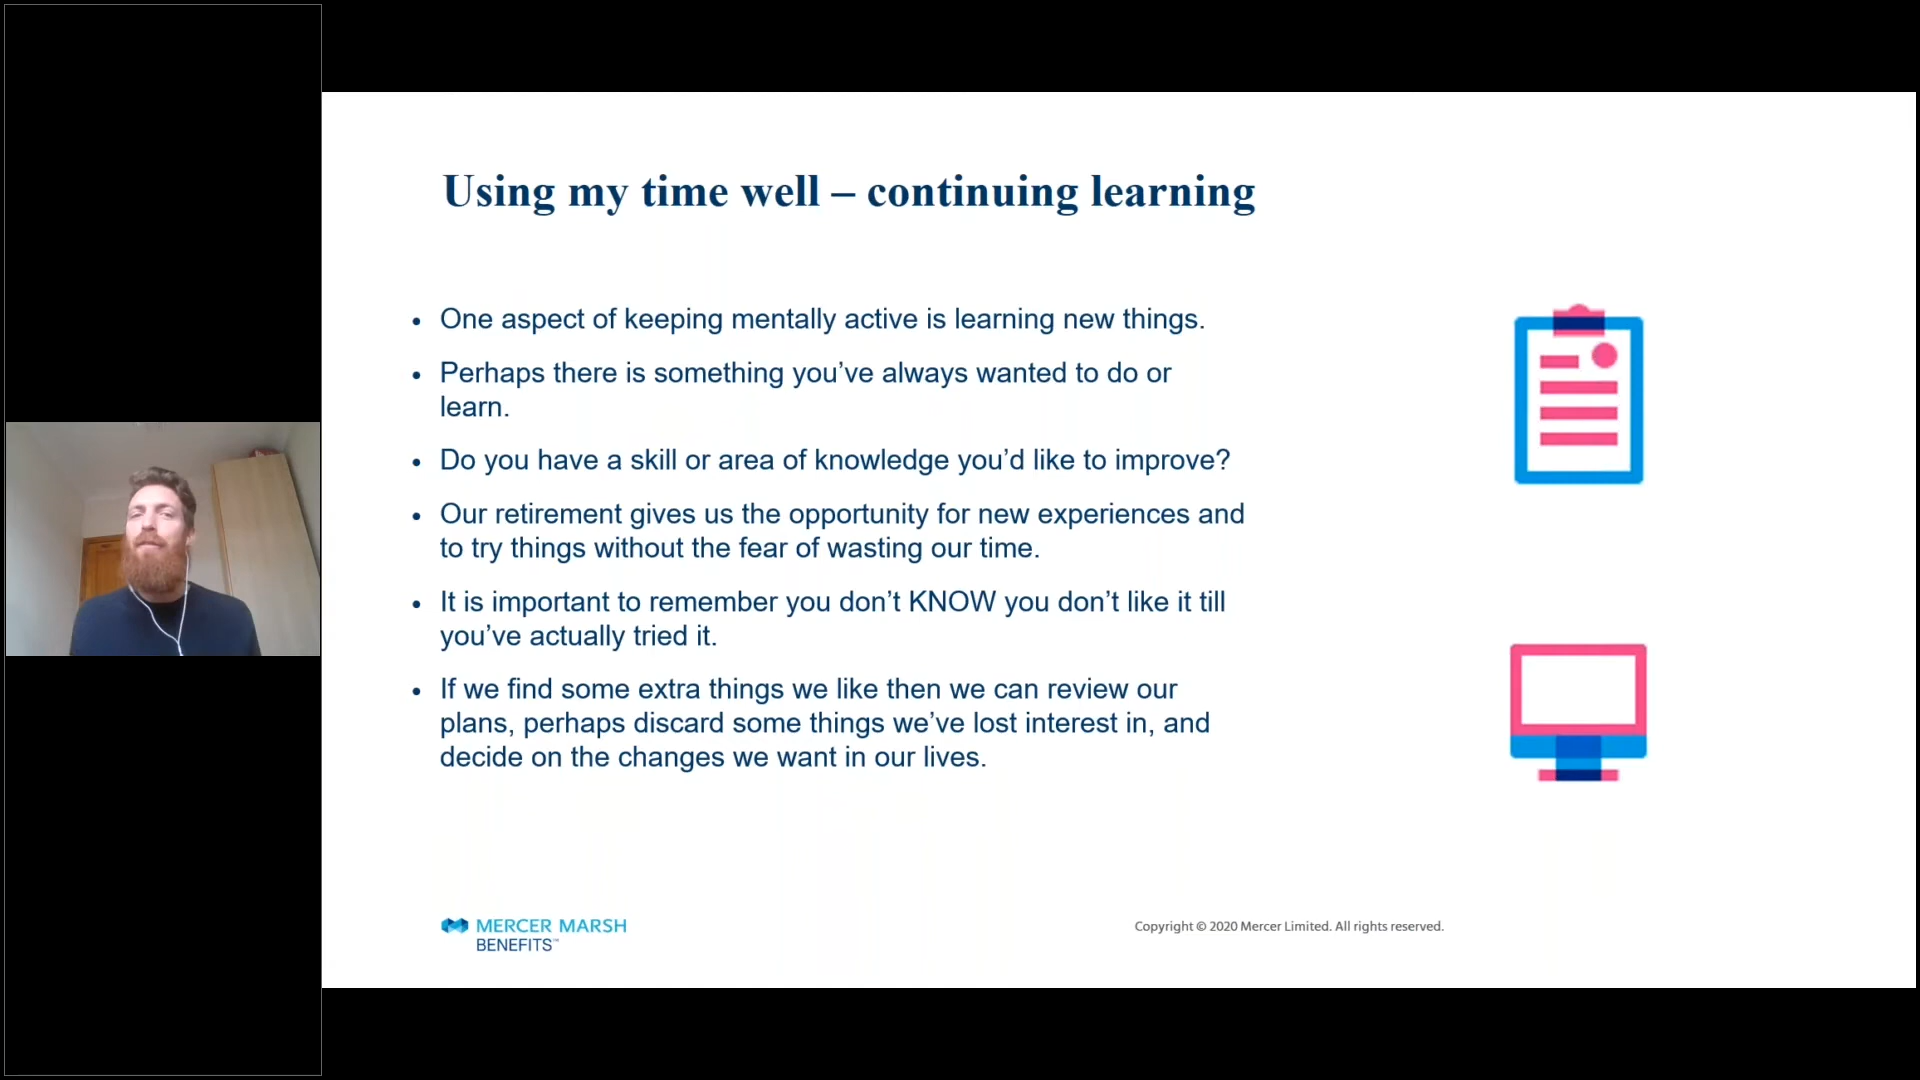 Using my time well – continuing learning
• One aspect of keeping mentally active is learning new things.
• Perhaps there is something you’ve always wanted to do or
learn.
• Do you have a skill or area of knowledge you’d like to improve?
• Our retirement gives us the opportunity for new experiences and
to try things without the fear of wasting our time.
• It is important to remember you don’t KNOW you don’t like it till
you’ve actually tried it.
• If we find some extra things we like then we can review our
plans, perhaps discard some things we’ve lost interest in, and
decide on the changes we want in our lives.
MERCER MARSH
BENEFITS™
Copyright © 2020 Mercer Limited. All rights reserved.